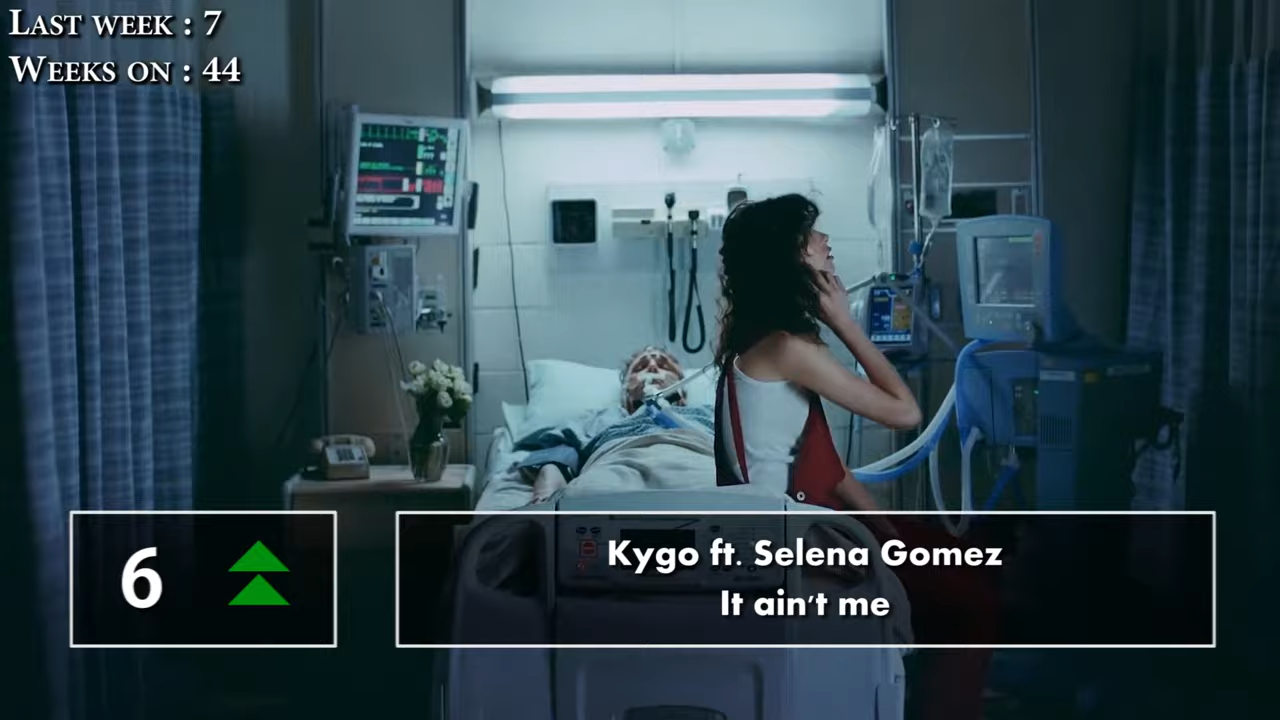 Last week : 7
Weeks on : 44
6
Kygo ft. Selena Gomez
It ain't me